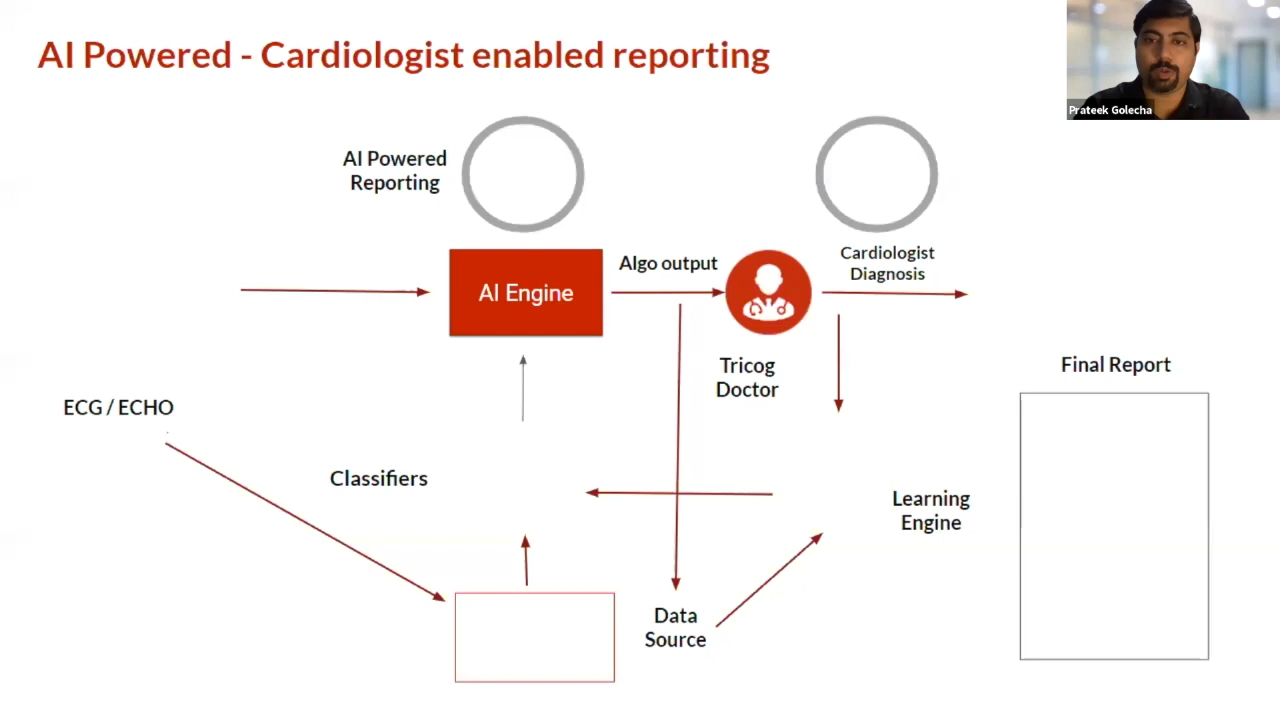 AI Powered - Cardiologist enabled reporting
Prateek Golecha
AI Powered
Reporting
AI Engine
Algo output
Cardiologist
Diagnosis
Tricog
Doctor
Final Report
ECG / ECHO
Classifiers
Learning
Engine
Data
Source